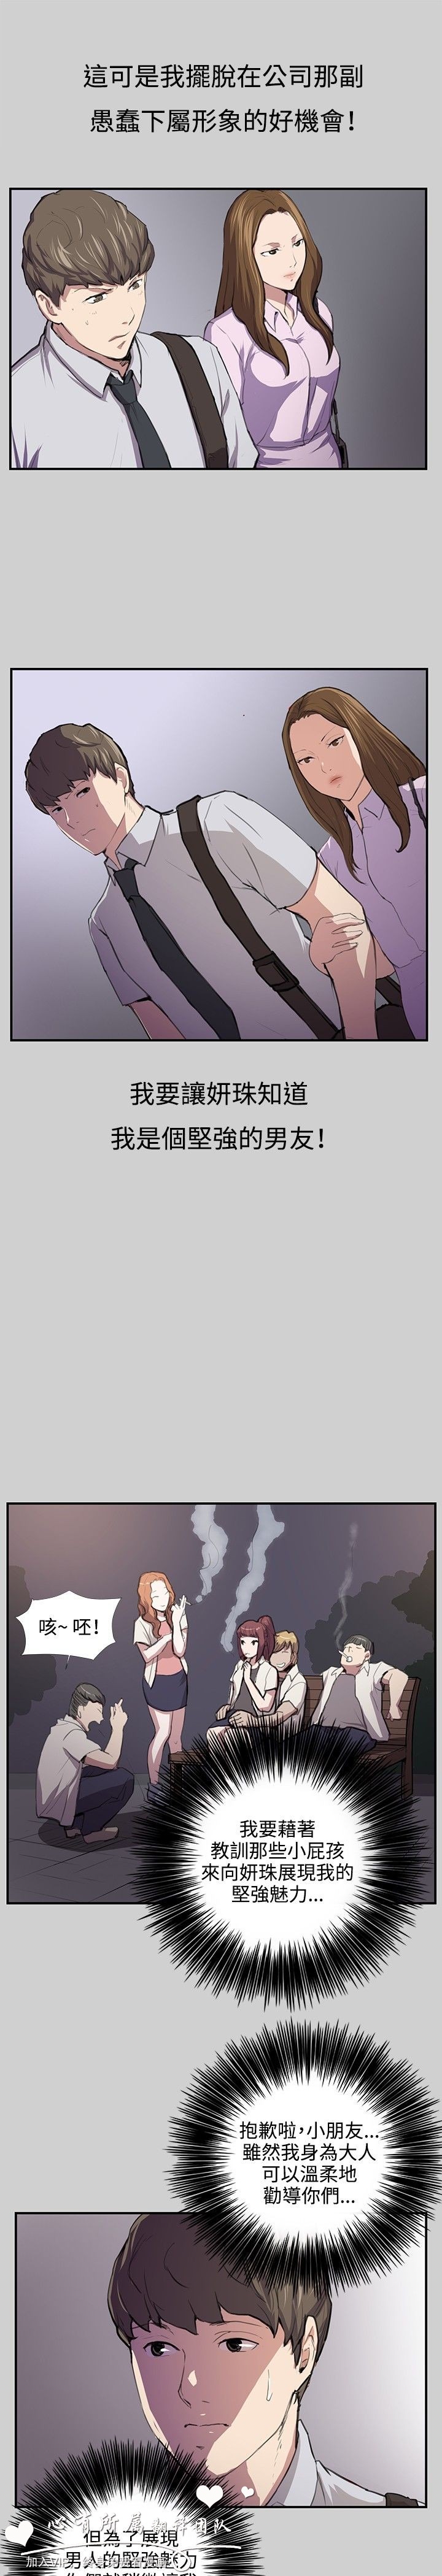 這可是我擺脫在公司那副
愚蠢下屬形象的好機會！
我要讓妍珠知道
我是個堅強的男友！
咳~ 呸！
我要藉著
教訓那些小屁孩
來向妍珠展現我的
堅強魅力...
抱歉啦，小朋友...
雖然我身為大人
可以溫柔地
勸導你們...
心有所屬翻译团队
但為了展現
男人的堅強魅力